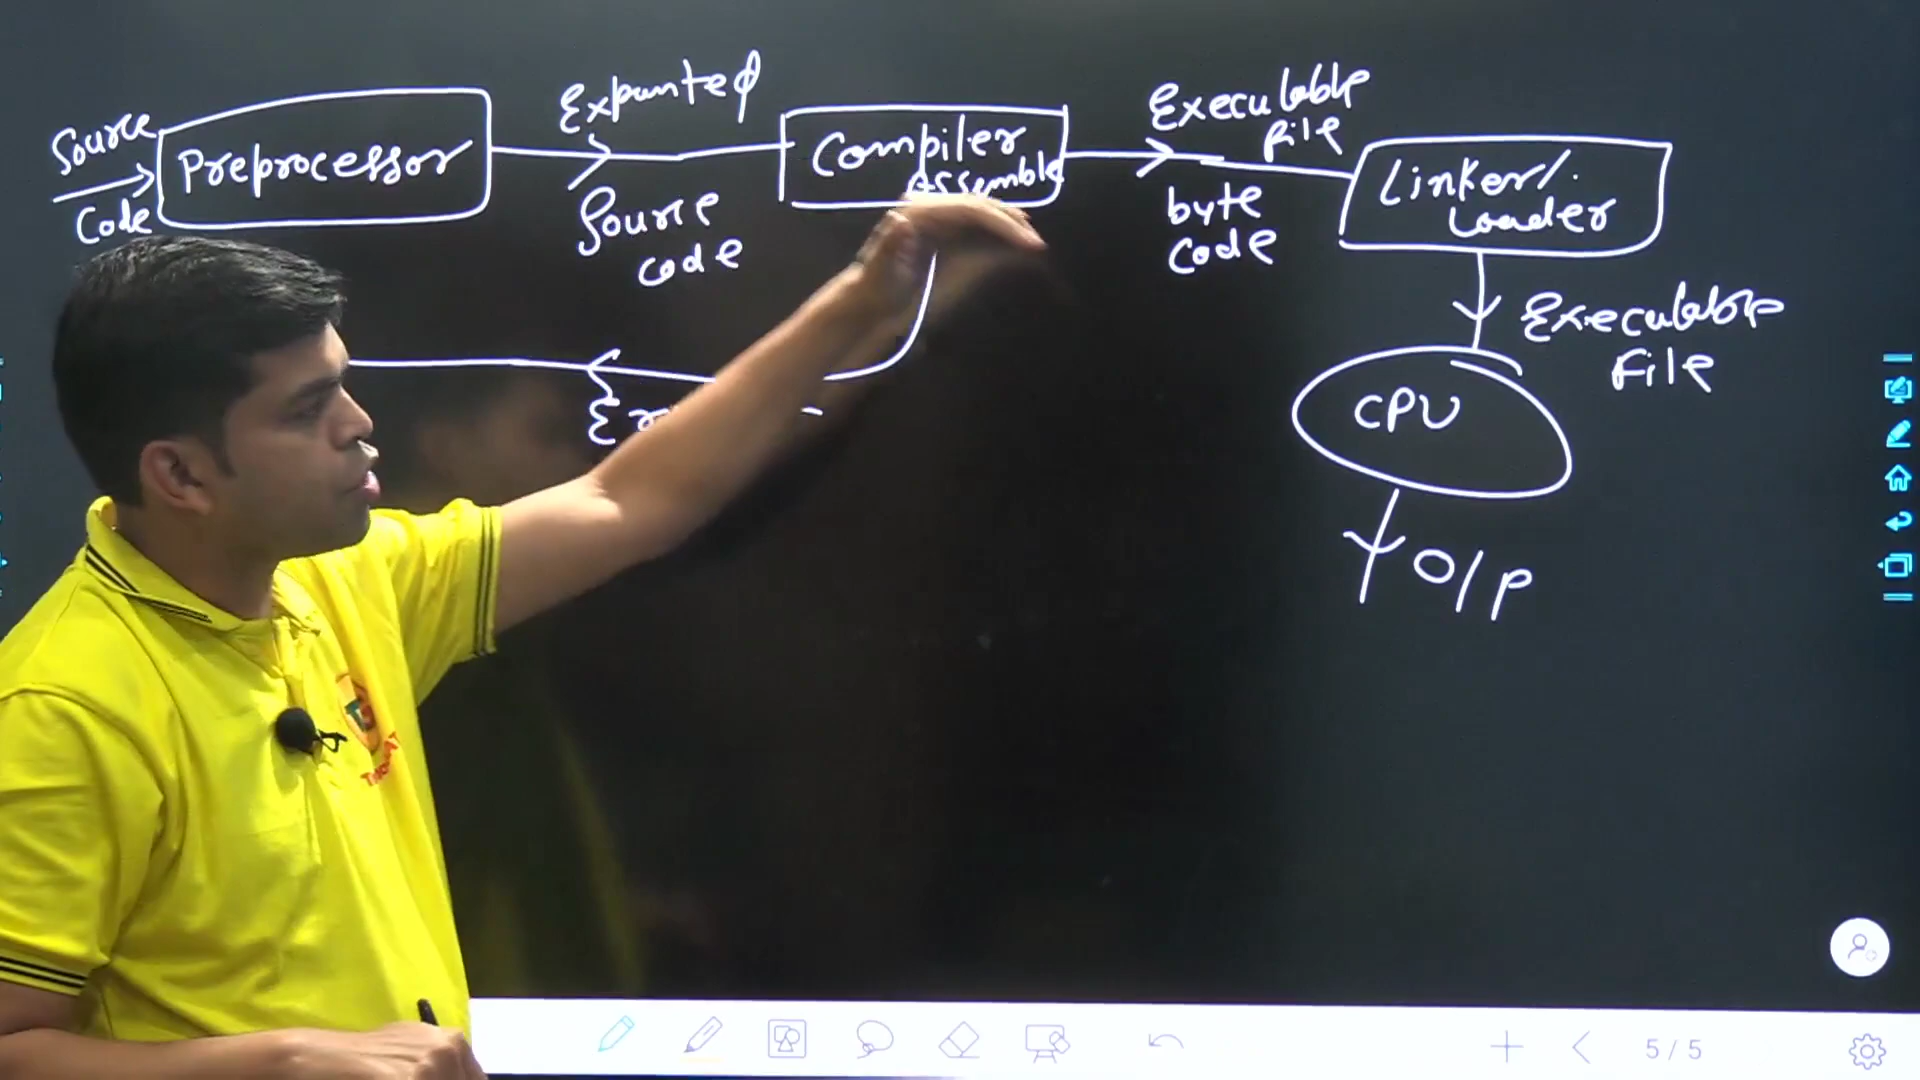 Source
Code
Preprocessor
Expanted
Source
code
Compiler
Assemble
Executable
file
byte
code
Linker/
Loader
Executable
File
CPU
O/P
5 / 5